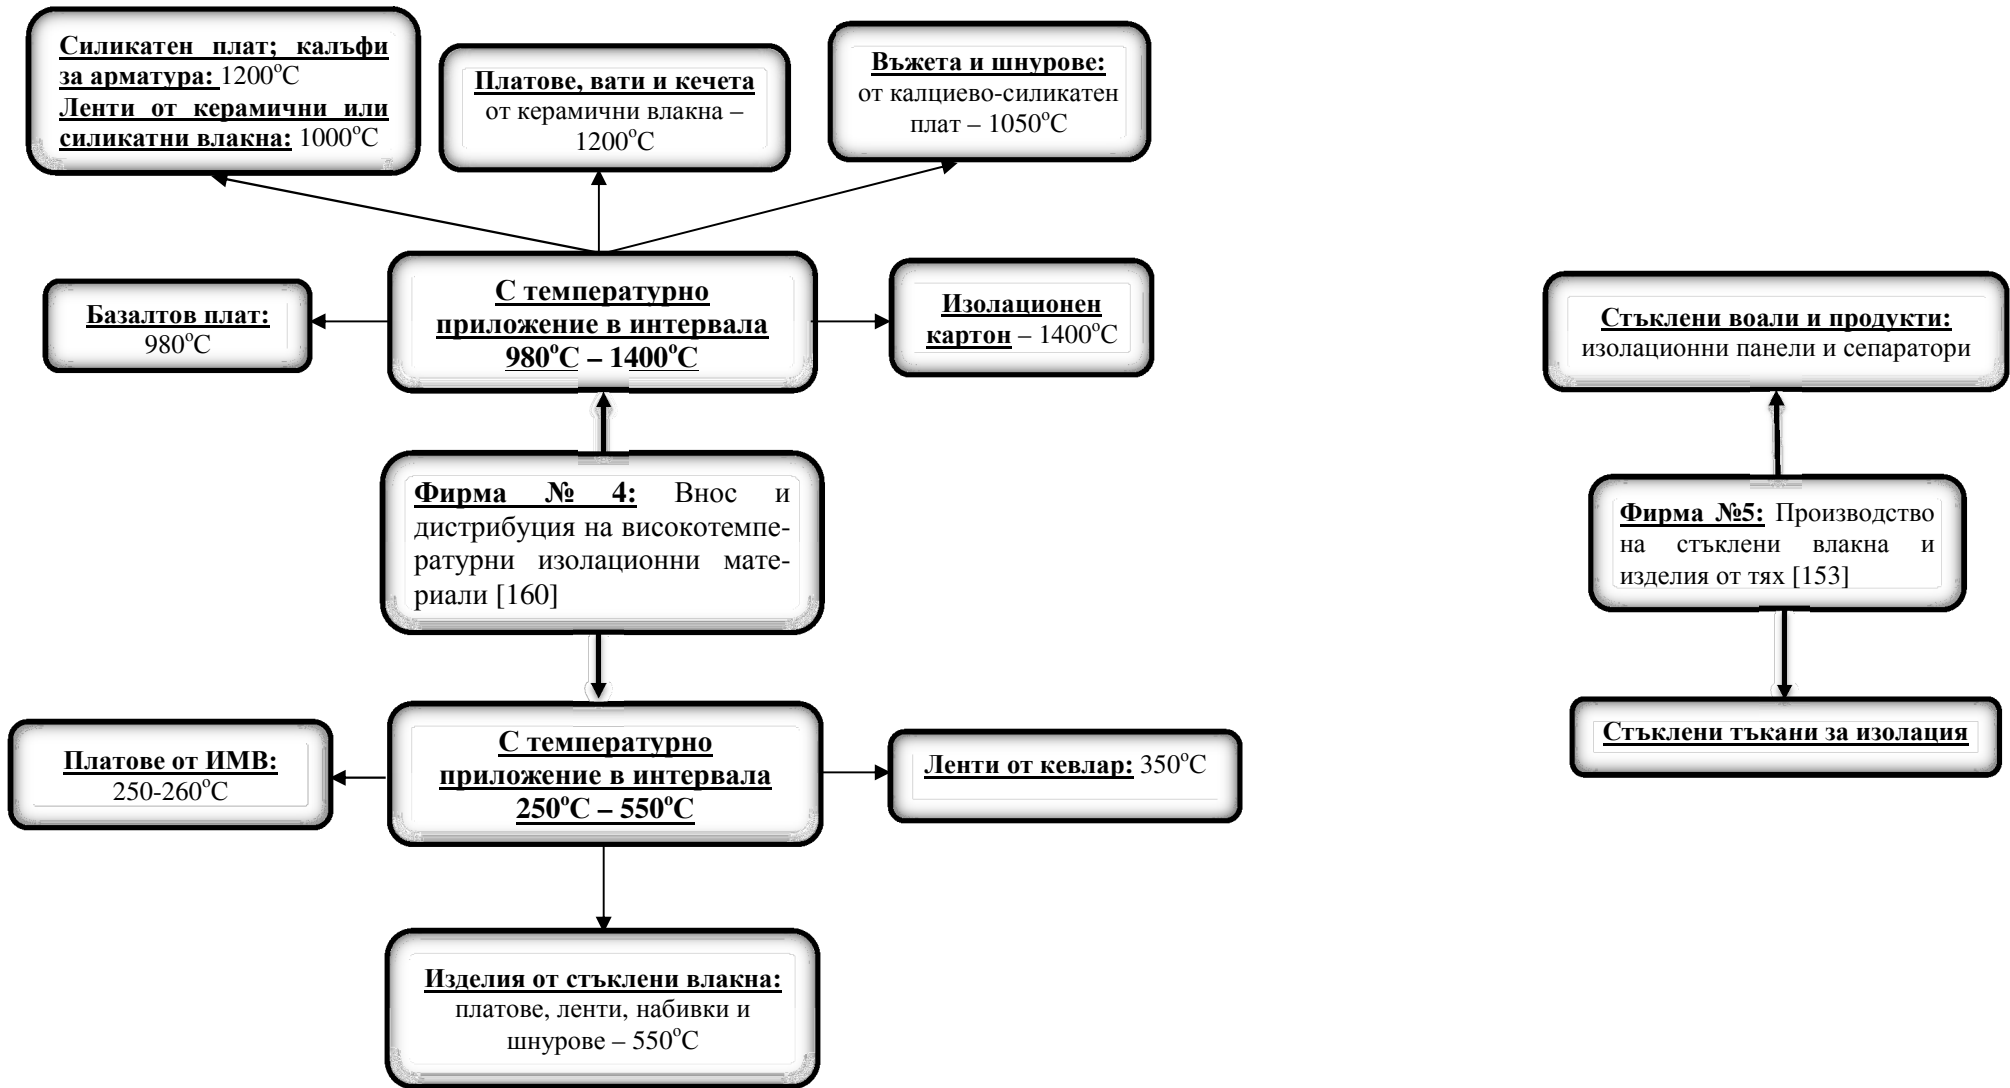 Силикатен плат; калъфи
за арматура: 1200°C
Ленти от керамични или
силикатни влакна: 1000°C
Платове, вати и кечета
от керамични влакна –
1200°C
Въжета и шнурове:
от калциево-силикатен
плат – 1050°C
Базалтов плат:
980°C
С температурно
приложение в интервала
980°C – 1400°C
Изолационен
картон – 1400°C
Стъклени воали и продукти:
изолационни панели и сепаратори
Фирма № 4: Внос и
дистрибуция на високотемпе-
ратурни изолационни мате-
риали [160]
Фирма №5: Производство
на стъклени влакна и
изделия от тях [153]
Платове от ИМВ:
250-260°C
С температурно
приложение в интервала
250°C – 550°C
Ленти от кевлар: 350°C
Стъклени тъкани за изолация
Изделия от стъклени влакна:
платове, ленти, набивки и
шнурове – 550°C